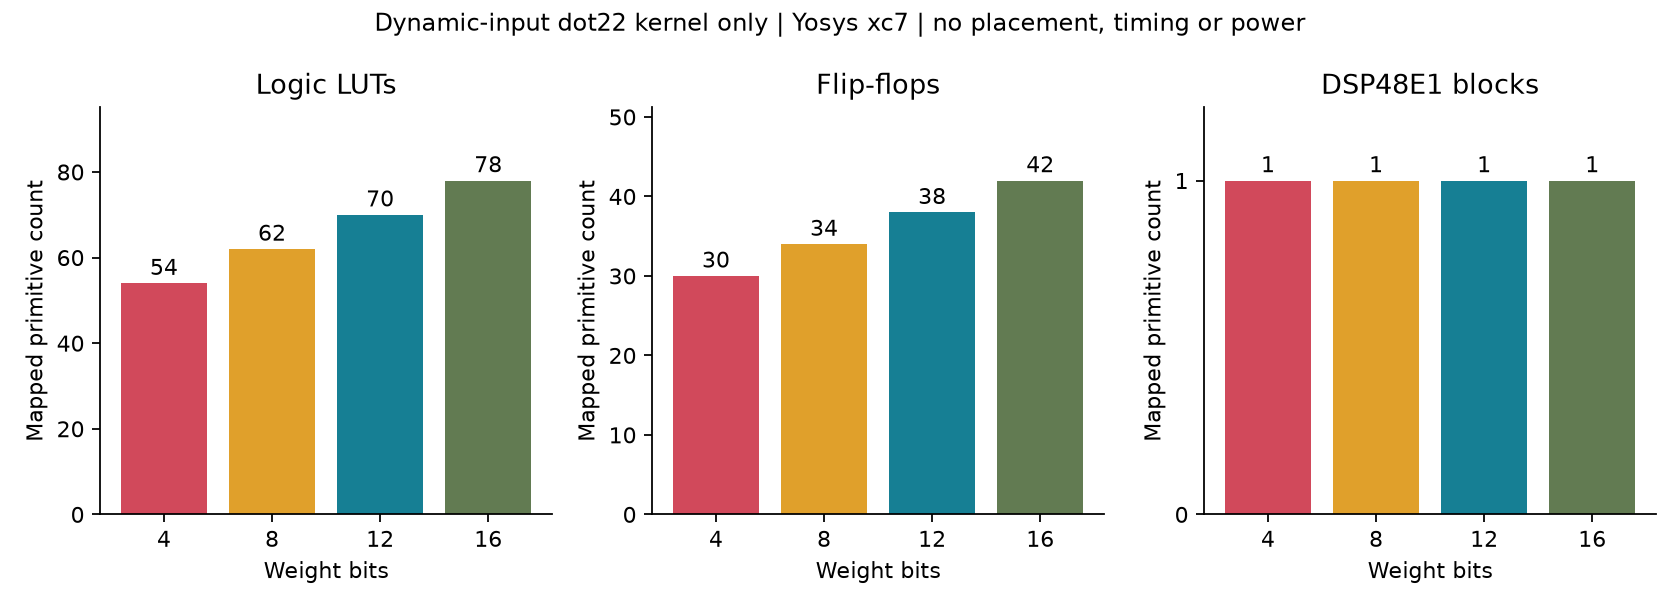 Dynamic-input dot22 kernel only | Yosys xc7 | no placement, timing or power
Logic LUTs
Mapped primitive count
80
60
40
20
0
54
62
70
78
4 8 12 16
Weight bits
Flip-flops
Mapped primitive count
50
40
30
20
10
0
30
34
38
42
4 8 12 16
Weight bits
DSP48E1 blocks
Mapped primitive count
1
0
1 1 1 1
4 8 12 16
Weight bits